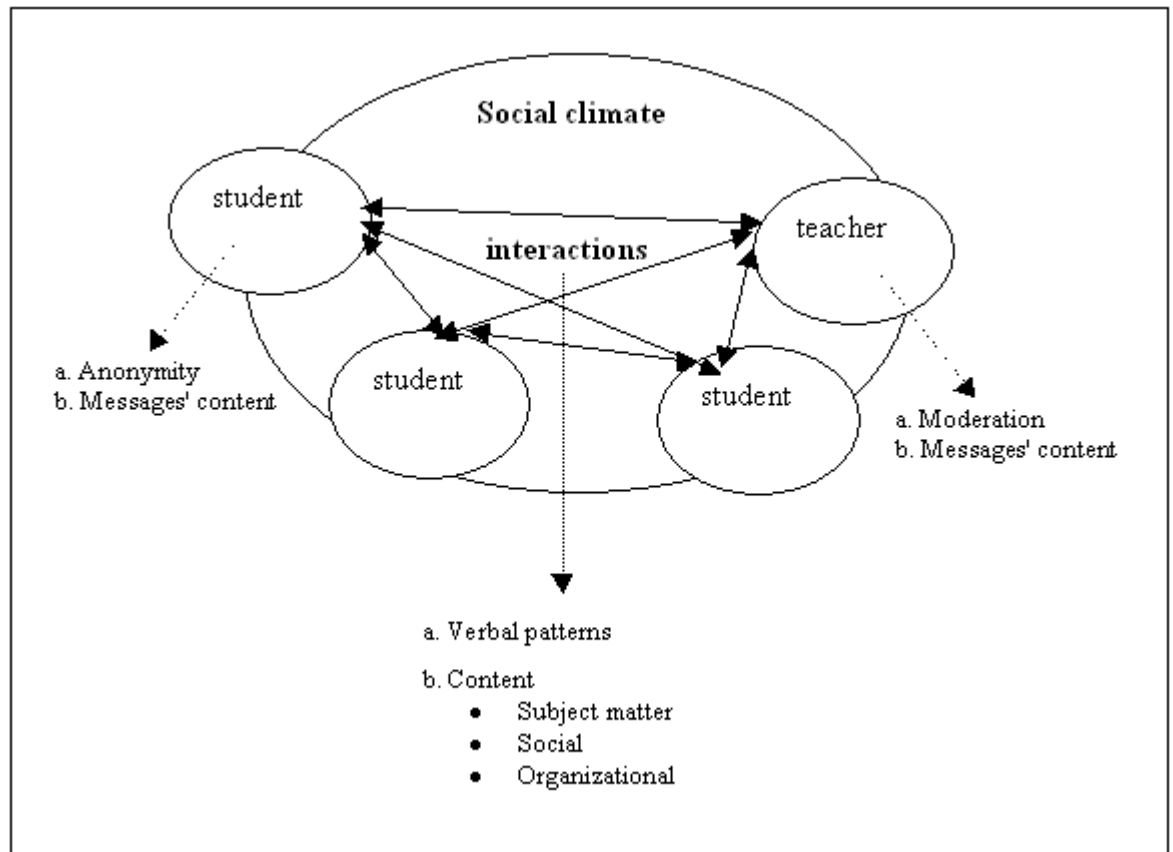 Social climate
student
teacher
interactions
student
student
a. Anonymity
b. Messages' content
a. Moderation
b. Messages' content
a. Verbal patterns
b. Content
● Subject matter
● Social
● Organizational